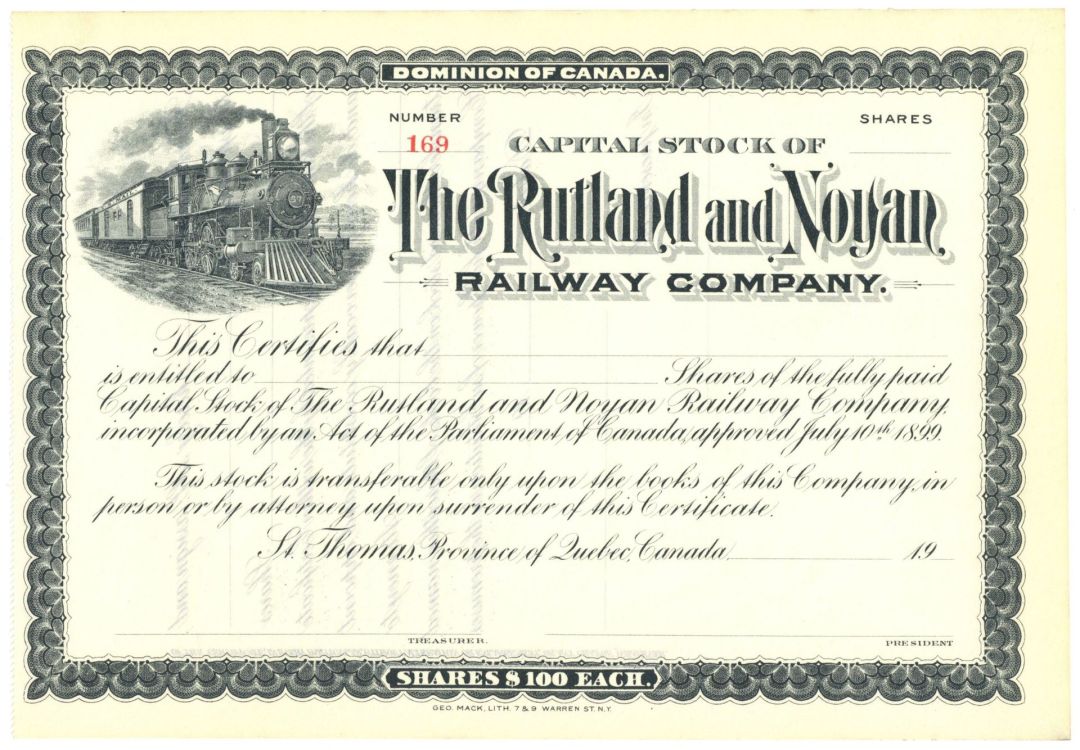 DOMINION OF CANADA.
NUMBER
SHARES
169
CAPITAL STOCK OF
The Rutland and Noyan
RAILWAY COMPANY.
This Certifies that
is entitled to Shares of the fully paid
Capital Stock of The Rutland and Noyan Railway Company,
incorporated by an Act of the Parliament of Canada, approved July 10th 1899.
This stock is transferable only upon the books of this Company, in
person or by attorney, upon surrender of this Certificate.
St. Thomas, Province of Quebec, Canada, 19
TREASURER.
PRESIDENT
SHARES $100 EACH.
GEO. MACK, LITH. 7 & 9 WARREN ST. N.Y.